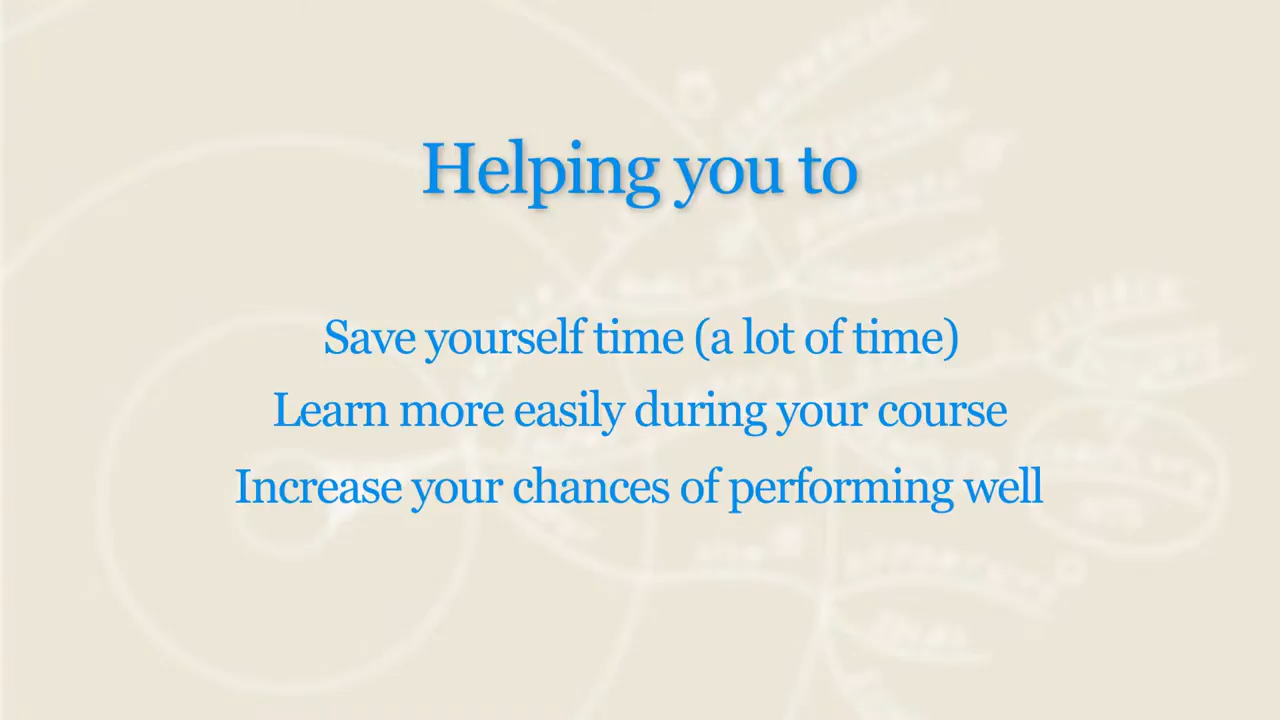 Helping you to
Save yourself time (a lot of time)
Learn more easily during your course
Increase your chances of performing well